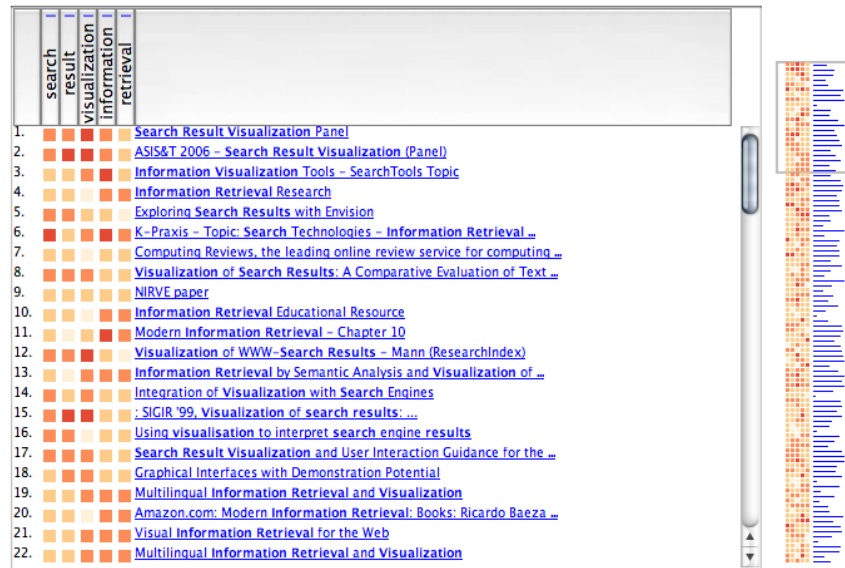 search
result
visualization
information
retrieval
1. Search Result Visualization Panel
2. ASIS&T 2006 – Search Result Visualization (Panel)
3. Information Visualization Tools – SearchTools Topic
4. Information Retrieval Research
5. Exploring Search Results with Envision
6. K-Praxis – Topic: Search Technologies – Information Retrieval ...
7. Computing Reviews, the leading online review service for computing ...
8. Visualization of Search Results: A Comparative Evaluation of Text ...
9. NIRVE paper
10. Information Retrieval Educational Resource
11. Modern Information Retrieval – Chapter 10
12. Visualization of WWW-Search Results – Mann (ResearchIndex)
13. Information Retrieval by Semantic Analysis and Visualization of ...
14. Integration of Visualization with Search Engines
15. : SIGIR '99, Visualization of search results: ...
16. Using visualisation to interpret search engine results
17. Search Result Visualization and User Interaction Guidance for the ...
18. Graphical Interfaces with Demonstration Potential
19. Multilingual Information Retrieval and Visualization
20. Amazon.com: Modern Information Retrieval: Books: Ricardo Baeza ...
21. Visual Information Retrieval for the Web
22. Multilingual Information Retrieval and Visualization